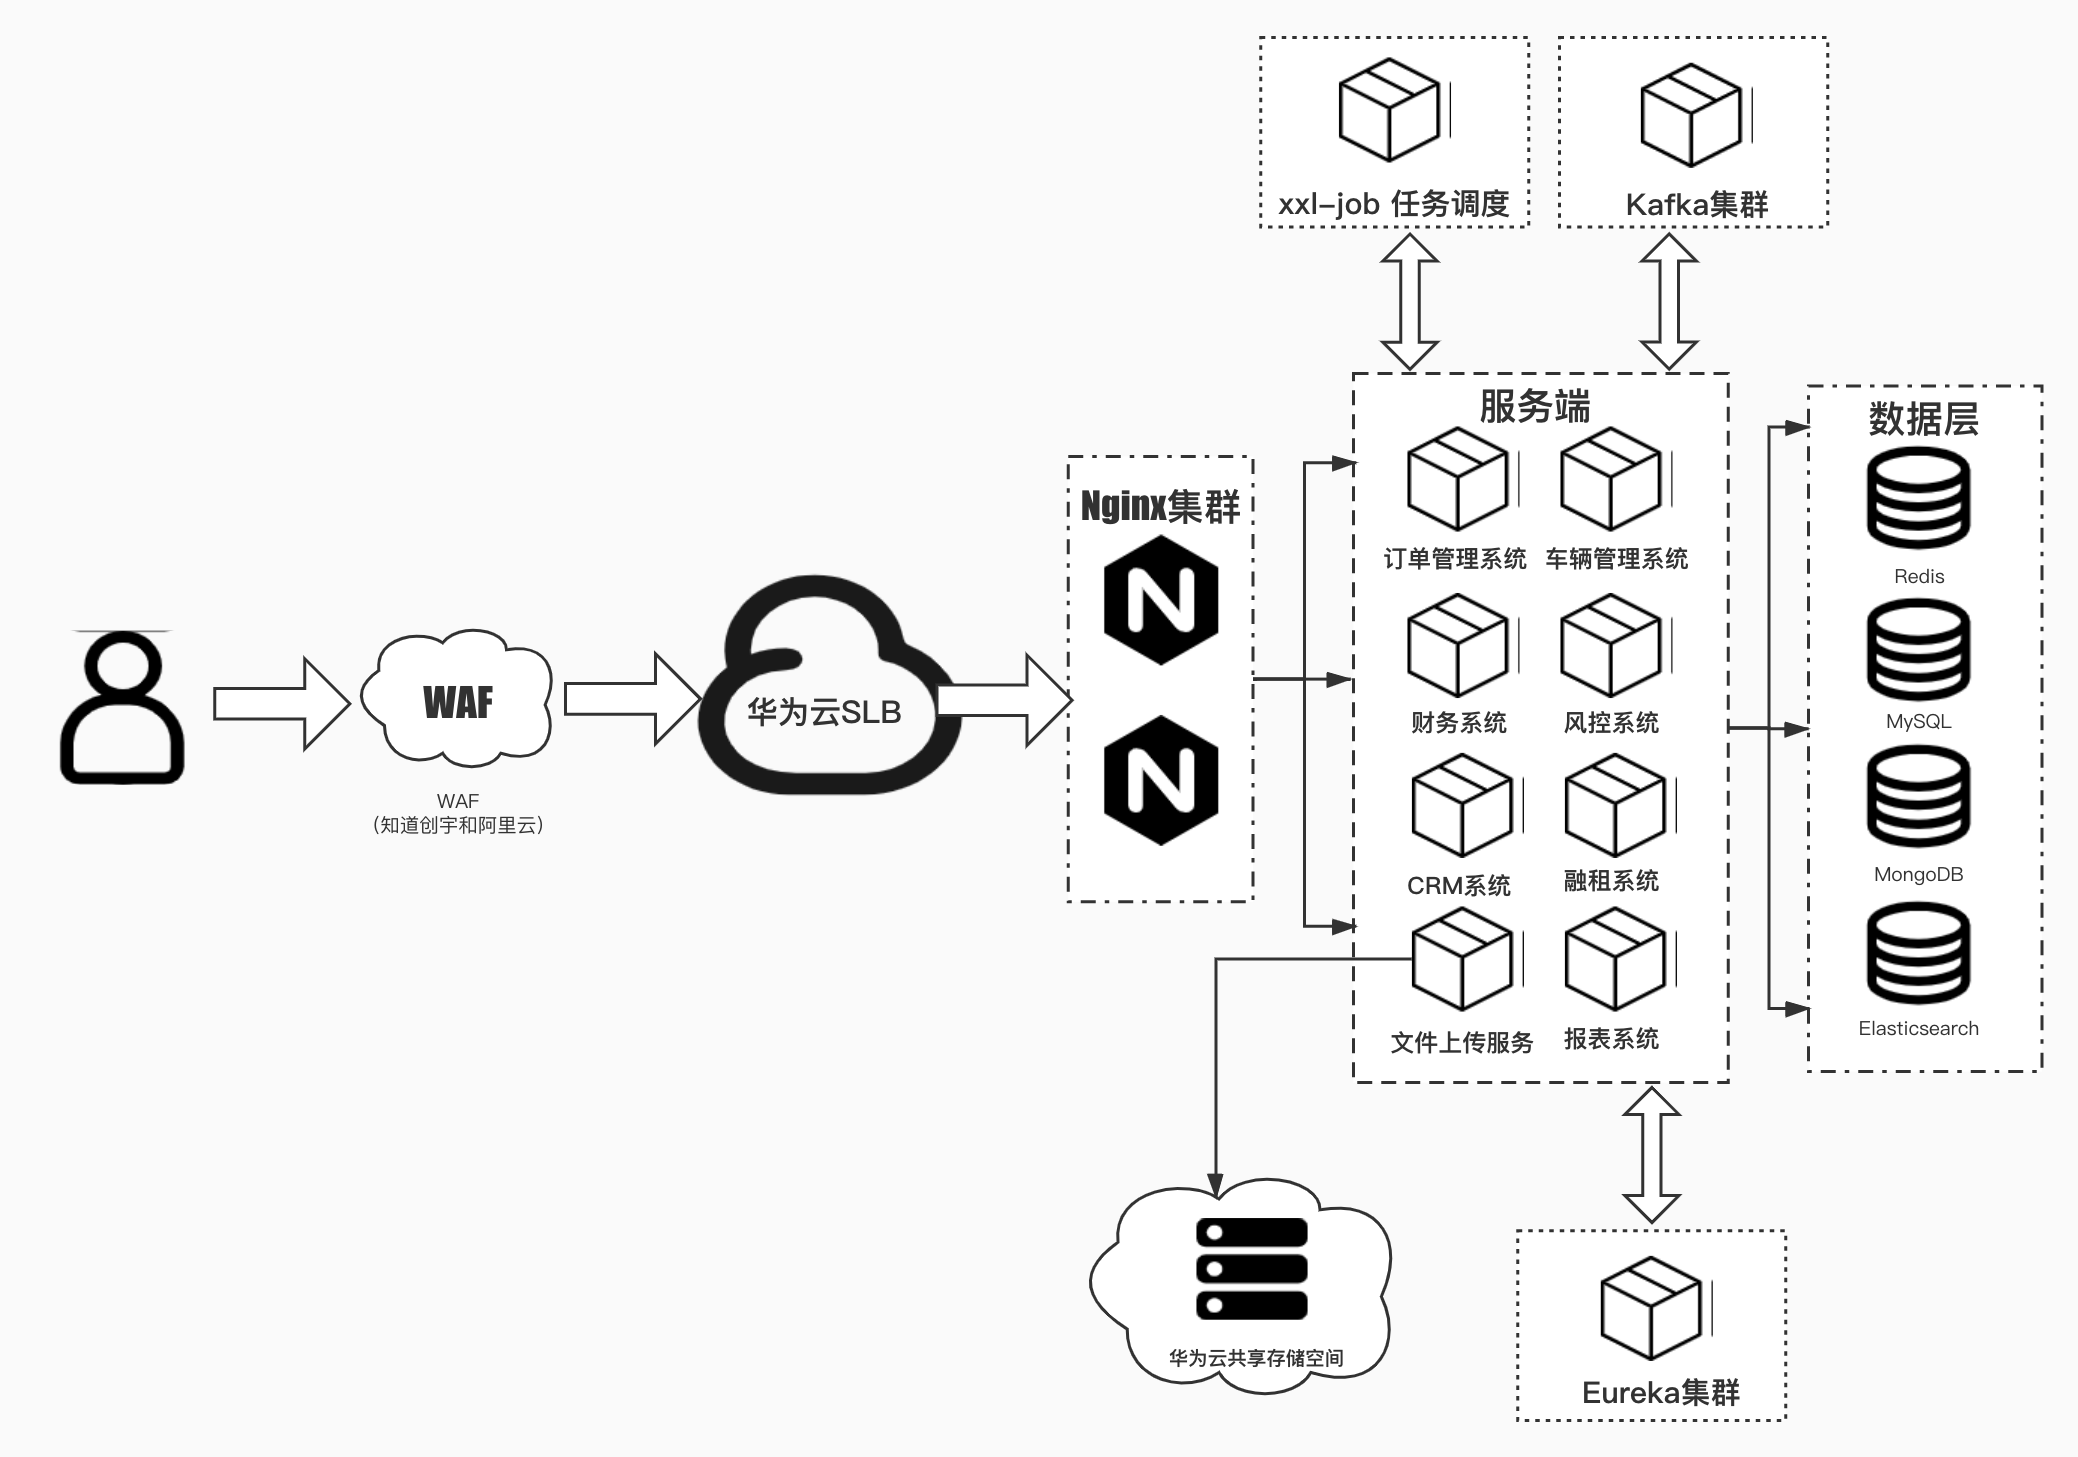 xxl-job 任务调度
Kafka集群
WAF
WAF
(知道创宇和阿里云)
华为云SLB
Nginx集群
服务端
订单管理系统
车辆管理系统
财务系统
风控系统
CRM系统
融租系统
文件上传服务
报表系统
数据层
Redis
MySQL
MongoDB
Elasticsearch
华为云共享存储空间
Eureka集群